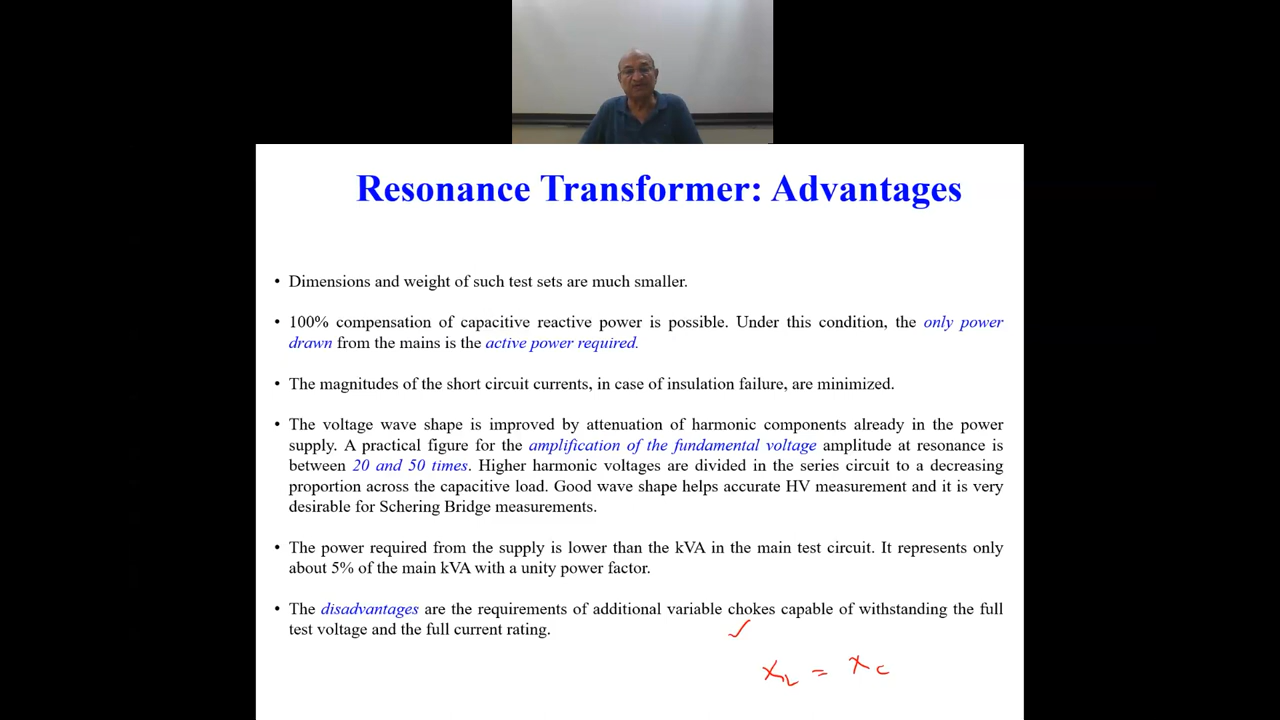 Resonance Transformer: Advantages
• Dimensions and weight of such test sets are much smaller.
• 100% compensation of capacitive reactive power is possible. Under this condition, the only power
drawn from the mains is the active power required.
• The magnitudes of the short circuit currents, in case of insulation failure, are minimized.
• The voltage wave shape is improved by attenuation of harmonic components already in the power
supply. A practical figure for the amplification of the fundamental voltage amplitude at resonance is
between 20 and 50 times. Higher harmonic voltages are divided in the series circuit to a decreasing
proportion across the capacitive load. Good wave shape helps accurate HV measurement and it is very
desirable for Schering Bridge measurements.
• The power required from the supply is lower than the kVA in the main test circuit. It represents only
about 5% of the main kVA with a unity power factor.
• The disadvantages are the requirements of additional variable chokes capable of withstanding the full
test voltage and the full current rating.
X_L = X_C